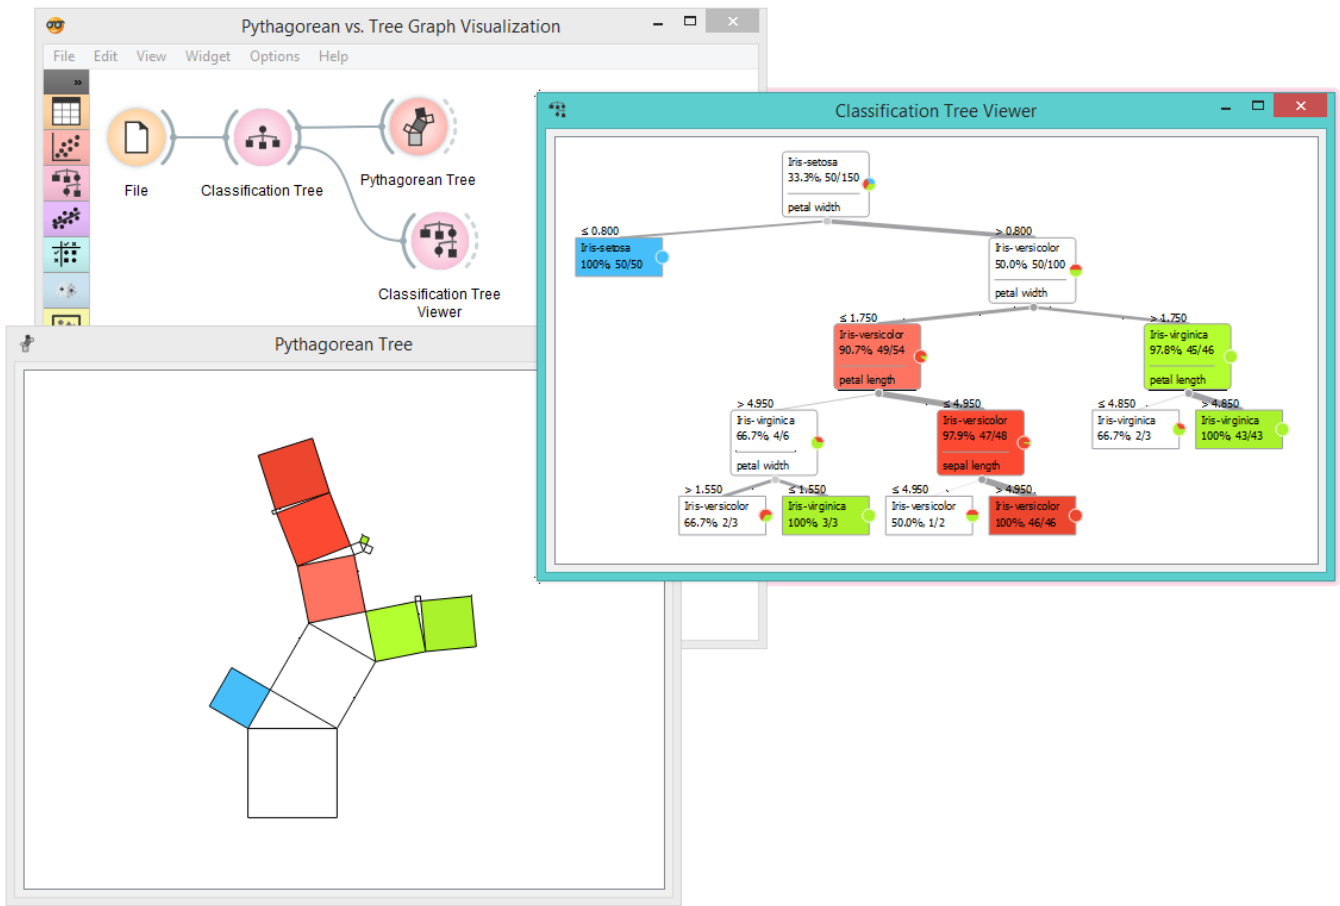 Pythagorean vs. Tree Graph Visualization
File Edit View Widget Options Help
»
File
Classification Tree
Pythagorean Tree
Classification Tree
Viewer
Classification Tree Viewer
Iris-setosa
33.3%, 50/150
petal width
≤ 0.800
Iris-setosa
100%, 50/50
> 0.800
Iris-versicolor
50.0%, 50/100
petal width
≤ 1.750
Iris-versicolor
90.7%, 49/54
petal length
> 1.750
Iris-virginica
97.8%, 45/46
petal length
> 4.950
Iris-virginica
66.7%, 4/6
petal width
≤ 4.950
Iris-versicolor
97.9%, 47/48
sepal length
≤ 4.850
Iris-virginica
66.7%, 2/3
> 4.850
Iris-virginica
100%, 43/43
> 1.550
Iris-versicolor
66.7%, 2/3
≤ 1.550
Iris-virginica
100%, 3/3
≤ 4.950
Iris-versicolor
50.0%, 1/2
> 4.950
Iris-versicolor
100%, 46/46
Pythagorean Tree